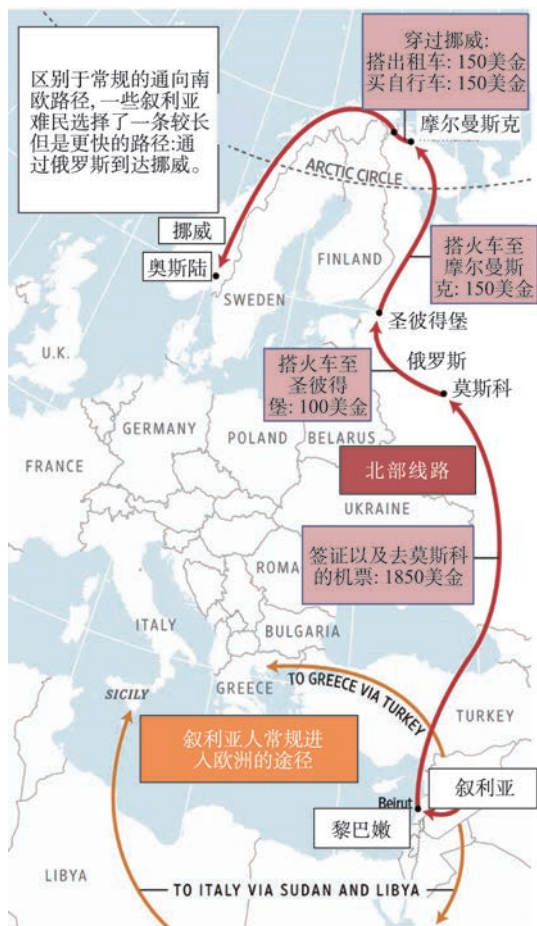 区别于常规的通向南
欧路径,一些叙利亚
难民选择了一条较长
但是更快的路径:通
过俄罗斯到达挪威。
穿过挪威:
搭出租车: 150美金
买自行车: 150美金
摩尔曼斯克
ARCTIC CIRCLE
挪威
奥斯陆
FINLAND
SWEDEN
搭火车至
摩尔曼斯
克: 150美金
圣彼得堡
U.K.
俄罗斯
搭火车至
圣彼得
堡: 100美金
莫斯科
GERMANY
POLAND
BELARUS
FRANCE
北部线路
UKRAINE
签证以及去莫斯科
的机票: 1850美金
ROMA
ITALY
BULGARIA
SICILY
GREECE
TO GREECE VIA TURKEY
TURKEY
叙利亚人常规进
入欧洲的途径
叙利亚
Beirut
黎巴嫩
LIBYA
TO ITALY VIA SUDAN AND LIBYA